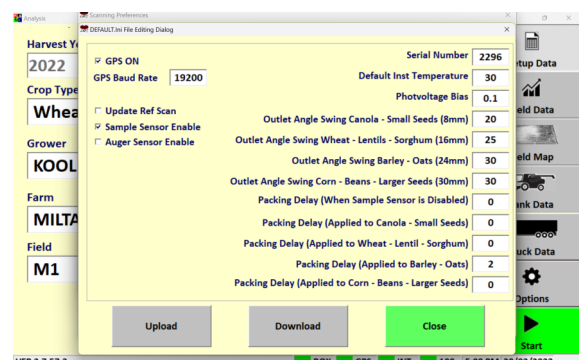 Analysis
Scanning Preferences
DEFAULT.Ini File Editing Dialog
Harvest Ye
2022
Crop Type
Whea
Grower
KOOL
Farm
MILTA
Field
M1
GPS ON
GPS Baud Rate 19200
Update Ref Scan
Sample Sensor Enable
Auger Sensor Enable
Serial Number 2296
Default Inst Temperature 30
Photvoltage Bias 0.1
Outlet Angle Swing Canola - Small Seeds (8mm) 20
Outlet Angle Swing Wheat - Lentils - Sorghum (16mm) 25
Outlet Angle Swing Barley - Oats (24mm) 30
Outlet Angle Swing Corn - Beans - Larger Seeds (30mm) 30
Packing Delay (When Sample Sensor is Disabled) 0
Packing Delay (Applied to Canola - Small Seeds) 0
Packing Delay (Applied to Wheat - Lentil - Sorghum) 0
Packing Delay (Applied to Barley - Oats) 2
Packing Delay (Applied to Corn - Beans - Larger Seeds) 0
Upload Download Close
tup Data
eld Data
eld Map
nk Data
uck Data
Options
Start